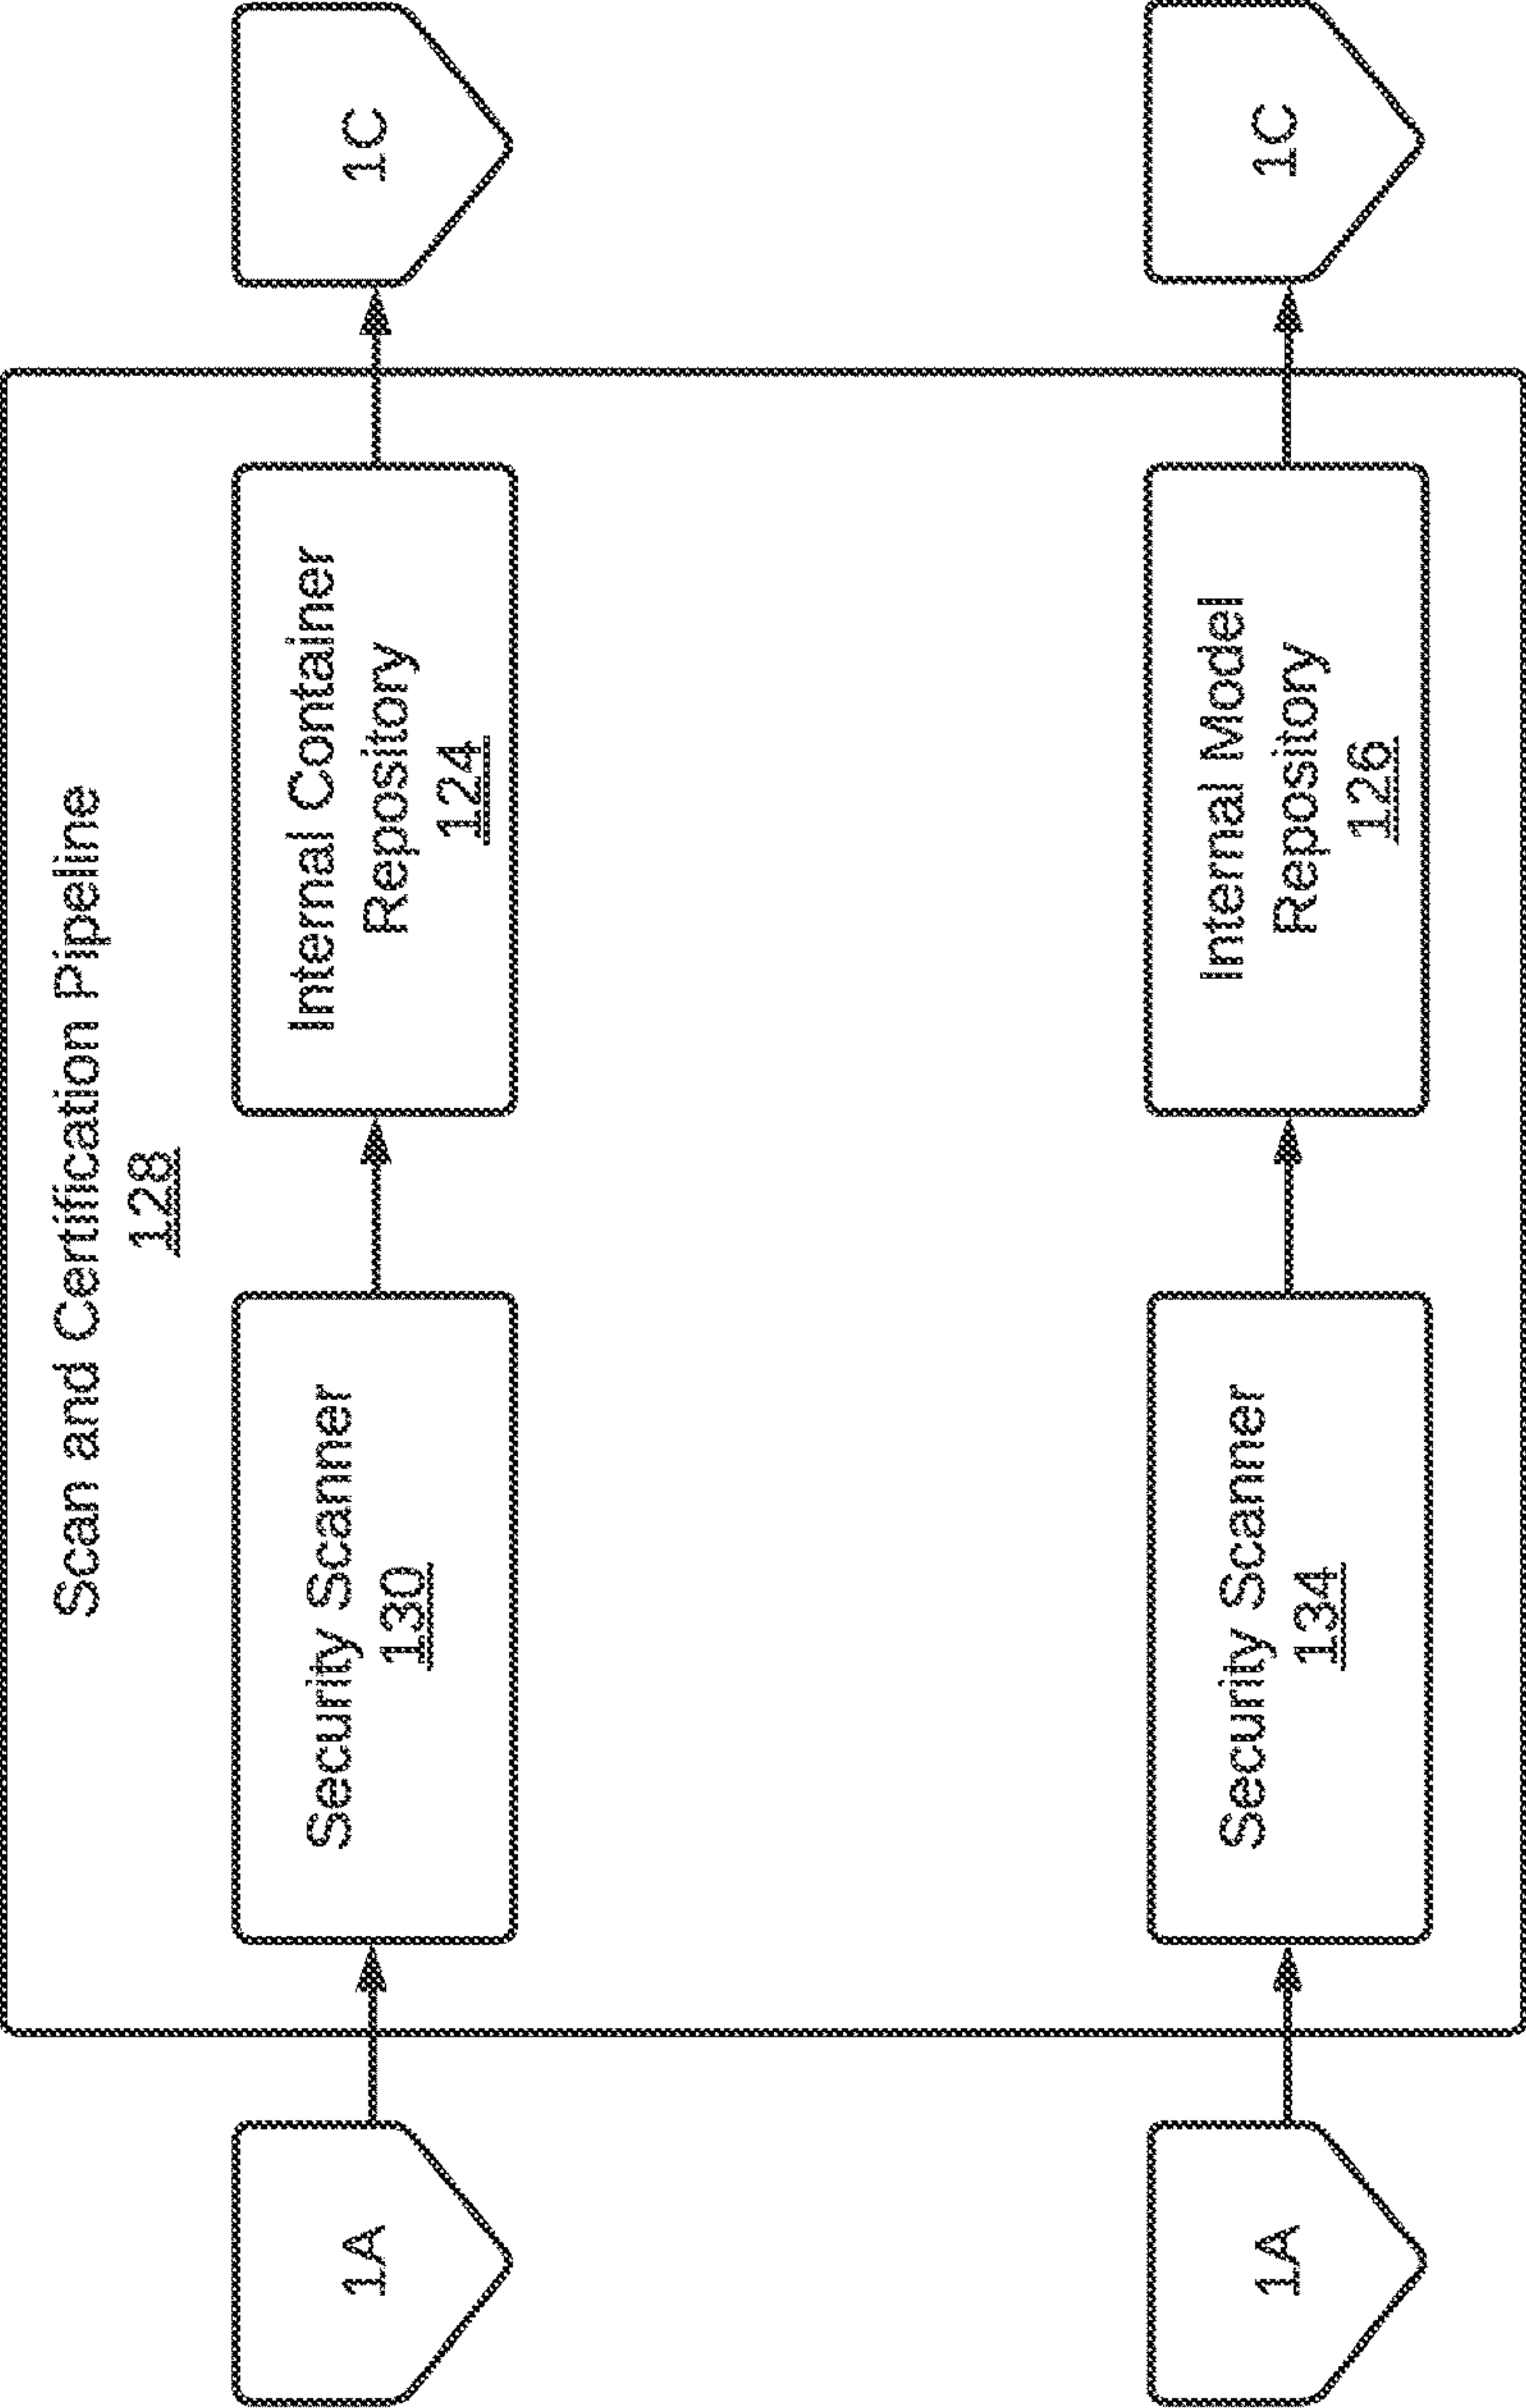 Scan and Certification Pipeline
128
1A
Security Scanner
130
Internal Container
Repository
124
1C
1A
Security Scanner
134
Internal Model
Repository
126
1C